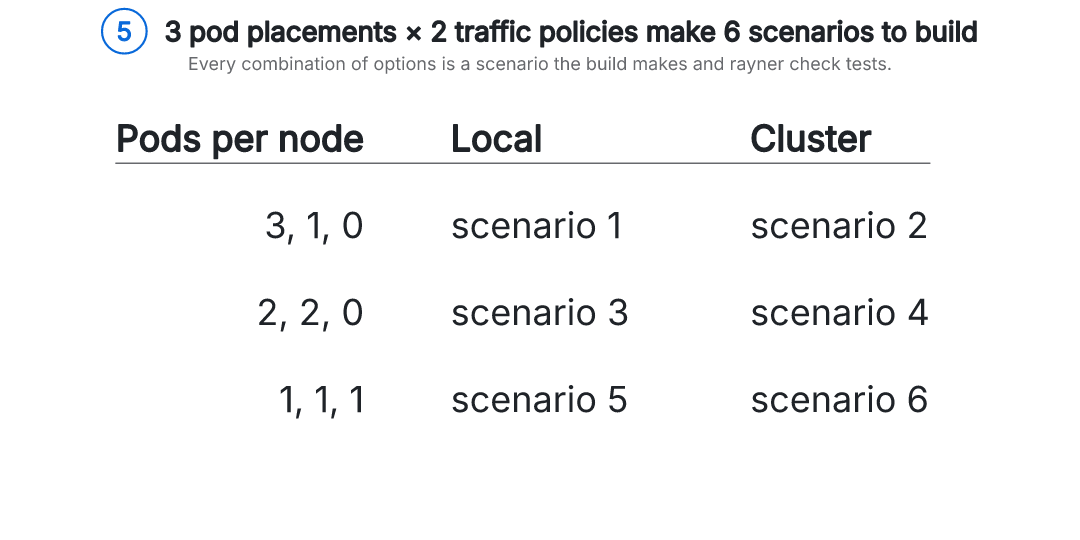 5 3 pod placements × 2 traffic policies make 6 scenarios to build
Every combination of options is a scenario the build makes and rayner check tests.
Pods per node Local Cluster
3, 1, 0 scenario 1 scenario 2
2, 2, 0 scenario 3 scenario 4
1, 1, 1 scenario 5 scenario 6